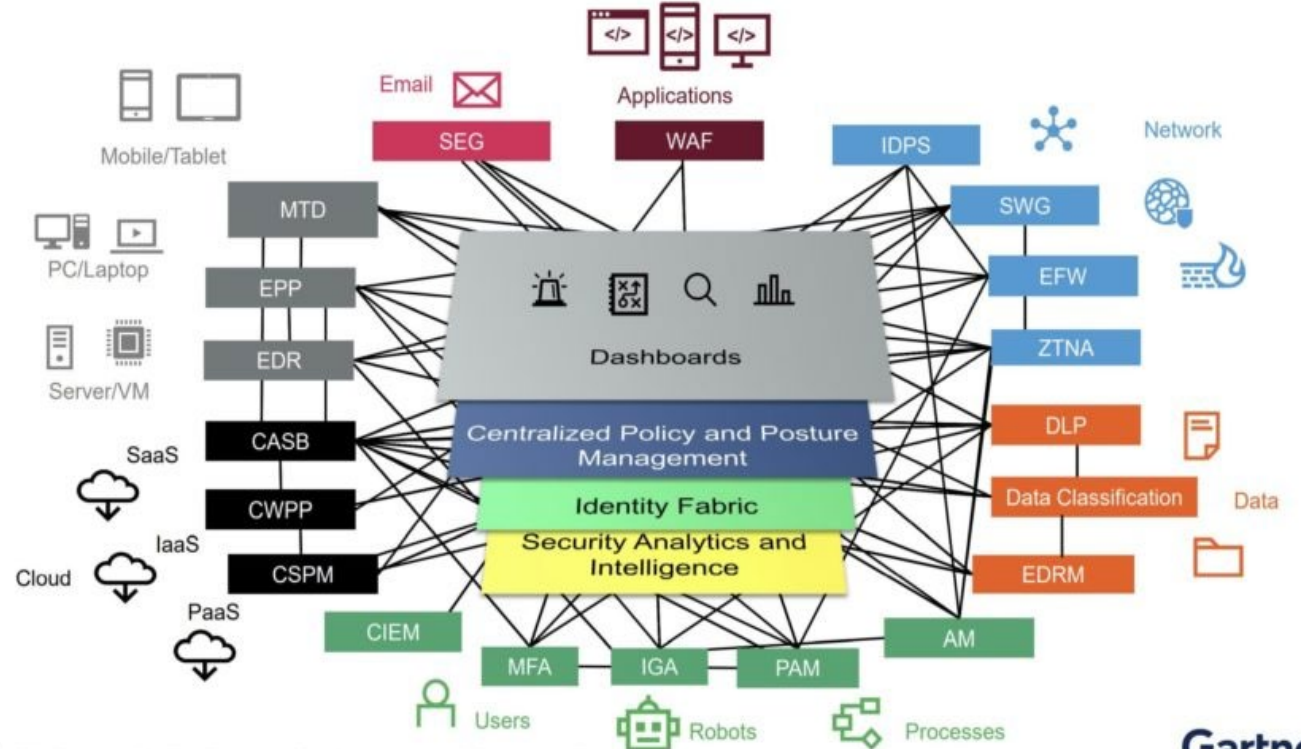 Email
Applications
Mobile/Tablet
SEG
WAF
IDPS
Network
MTD
SWG
PC/Laptop
EPP
EFW
Server/VM
EDR
Dashboards
ZTNA
SaaS
CASB
Centralized Policy and Posture
Management
DLP
CWPP
Identity Fabric
Data Classification
Data
IaaS
Cloud
CSPM
Security Analytics and
Intelligence
EDRM
PaaS
CIEM
MFA
IGA
PAM
AM
Users
Robots
Processes